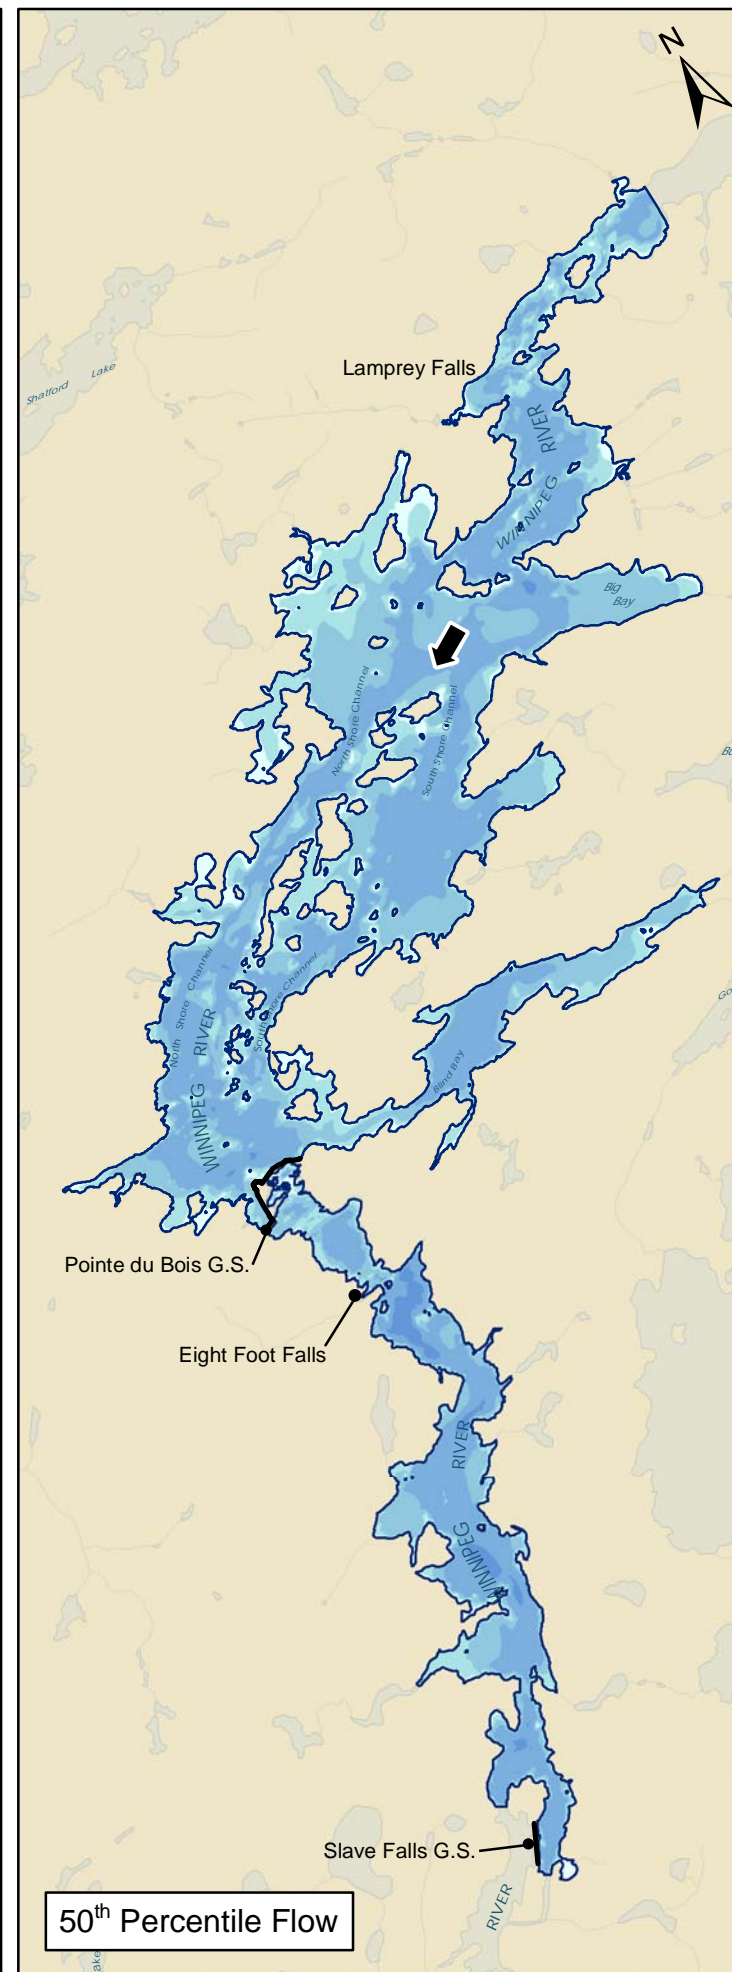 N
Lamprey Falls
Shatford Lake
WINNIPEG RIVER
Big
Bay
North Shore Channel
South Shore Channel
North Shore Channel
South Shore Channel
WINNIPEG RIVER
Blind Bay
Pointe du Bois G.S.
Eight Foot Falls
WINNIPEG RIVER
Slave Falls G.S.
RIVER
50th Percentile Flow